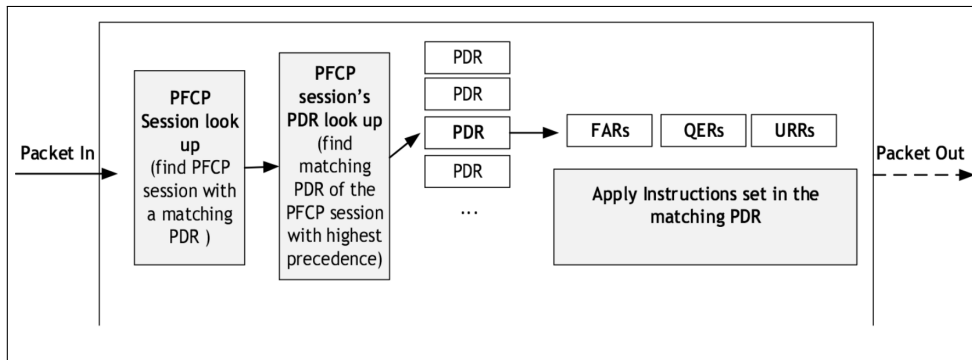 Packet In
PFCP
Session look
up
(find PFCP
session with
a matching
PDR )
PFCP
session's
PDR look up
(find
matching
PDR of the
PFCP session
with highest
precedence)
PDR
PDR
PDR
PDR
...
FARs
QERs
URRs
Apply Instructions set in the
matching PDR
Packet Out